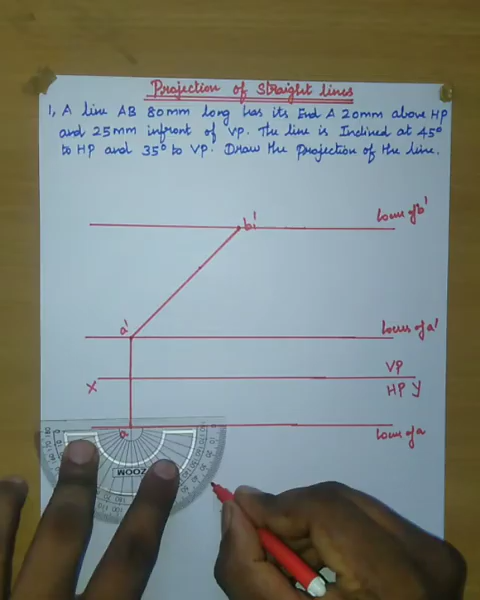 Projection of Straight lines
1, A line AB 80mm long has its End A 20mm above HP
and 25mm infront of VP. The line is Inclined at 45°
to HP and 35° to VP. Draw the Projection of the line.
b'
locus of b'
a'
locus of a'
VP
X
HP y
a
locus of a
ZOOM